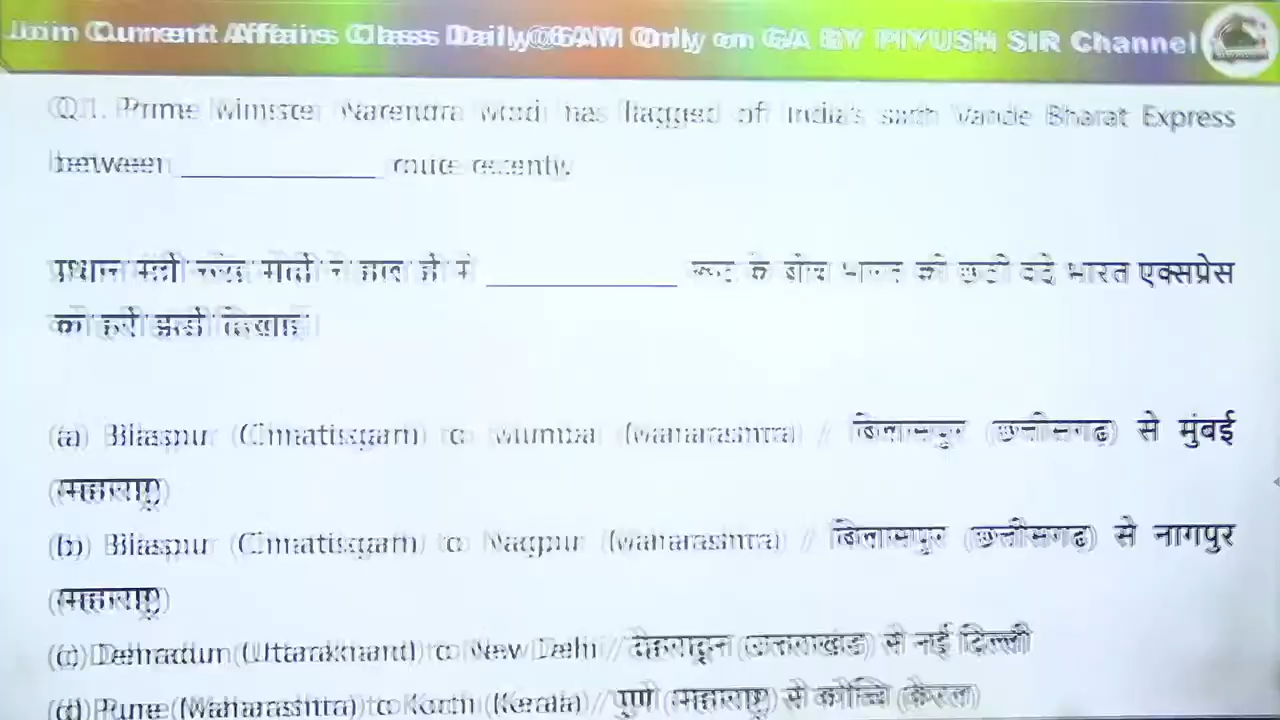 Join Current Affairs Class Daily@6AM Only on GA BY PIYUSH SIR Channel
Q.1. Prime Minister Narendra Modi has flagged off India's sixth Vande Bharat Express
between ____________ route recently.
प्रधान मंत्री नरेंद्र मोदी ने हाल ही में ____________ रूट के बीच भारत की छठी वंदे भारत एक्सप्रेस
को हरी झंडी दिखाई
(a) Bilaspur (Chhattisgarh) to Mumbai (Maharashtra) / बिलासपुर (छत्तीसगढ़) से मुंबई
(महाराष्ट्र)
(b) Bilaspur (Chhattisgarh) to Nagpur (Maharashtra) / बिलासपुर (छत्तीसगढ़) से नागपुर
(महाराष्ट्र)
(c) Dehradun (Uttarakhand) to New Delhi / देहरादून (उत्तराखंड) से नई दिल्ली
(d) Pune (Maharashtra) to Kochi (Kerala) / पुणे (महाराष्ट्र) से कोच्चि (केरल)